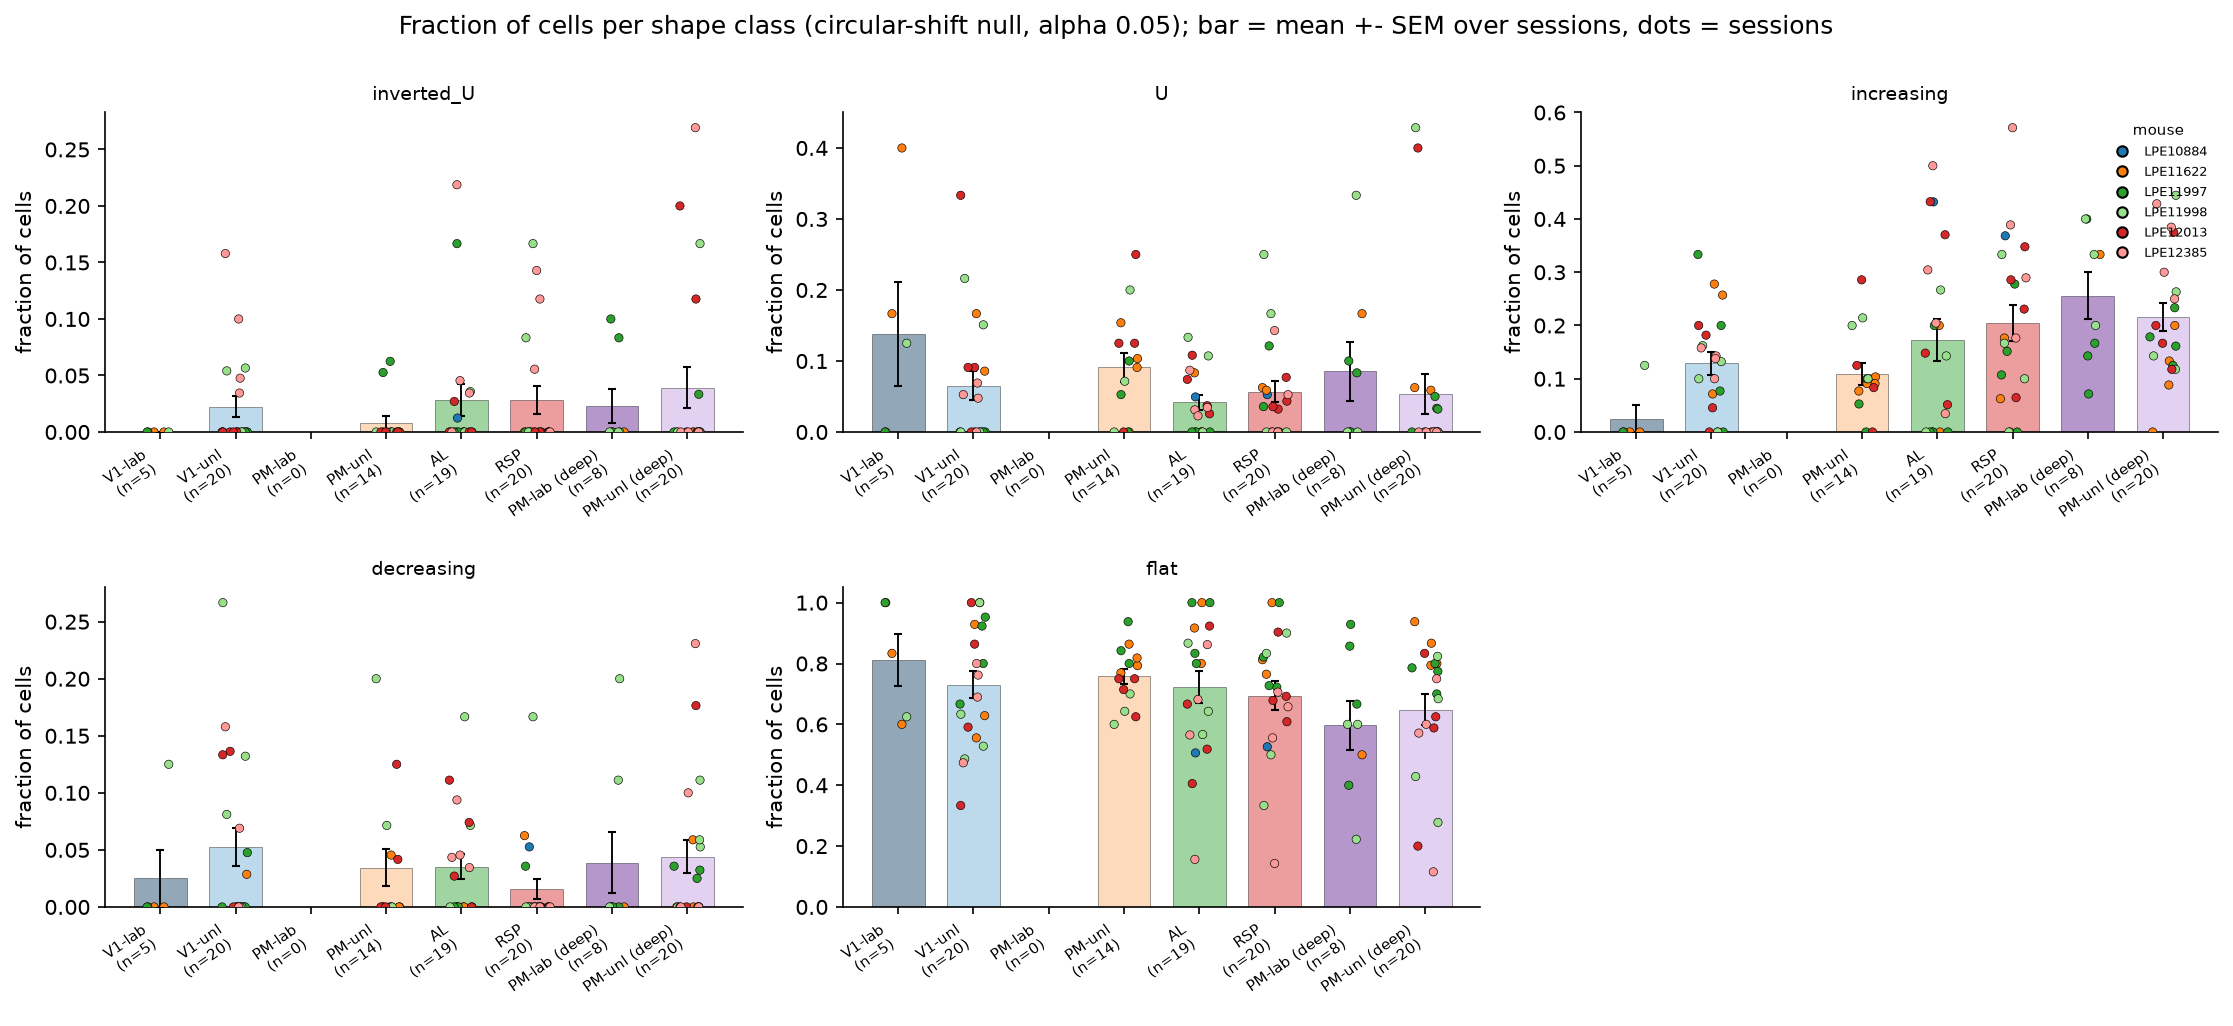 Fraction of cells per shape class (circular-shift null, alpha 0.05); bar = mean +- SEM over sessions, dots = sessions
inverted_U
fraction of cells
0.25
0.20
0.15
0.10
0.05
0.00
V1-lab
(n=5)
V1-unl
(n=20)
PM-lab
(n=0)
PM-unl
(n=14)
AL
(n=19)
RSP
(n=20)
PM-lab (deep)
(n=8)
PM-unl (deep)
(n=20)
U
fraction of cells
0.4
0.3
0.2
0.1
0.0
V1-lab
(n=5)
V1-unl
(n=20)
PM-lab
(n=0)
PM-unl
(n=14)
AL
(n=19)
RSP
(n=20)
PM-lab (deep)
(n=8)
PM-unl (deep)
(n=20)
increasing
fraction of cells
0.6
0.5
0.4
0.3
0.2
0.1
0.0
mouse
LPE10884
LPE11622
LPE11997
LPE11998
LPE12013
LPE12385
V1-lab
(n=5)
V1-unl
(n=20)
PM-lab
(n=0)
PM-unl
(n=14)
AL
(n=19)
RSP
(n=20)
PM-lab (deep)
(n=8)
PM-unl (deep)
(n=20)
decreasing
fraction of cells
0.25
0.20
0.15
0.10
0.05
0.00
V1-lab
(n=5)
V1-unl
(n=20)
PM-lab
(n=0)
PM-unl
(n=14)
AL
(n=19)
RSP
(n=20)
PM-lab (deep)
(n=8)
PM-unl (deep)
(n=20)
flat
fraction of cells
1.0
0.8
0.6
0.4
0.2
0.0
V1-lab
(n=5)
V1-unl
(n=20)
PM-lab
(n=0)
PM-unl
(n=14)
AL
(n=19)
RSP
(n=20)
PM-lab (deep)
(n=8)
PM-unl (deep)
(n=20)